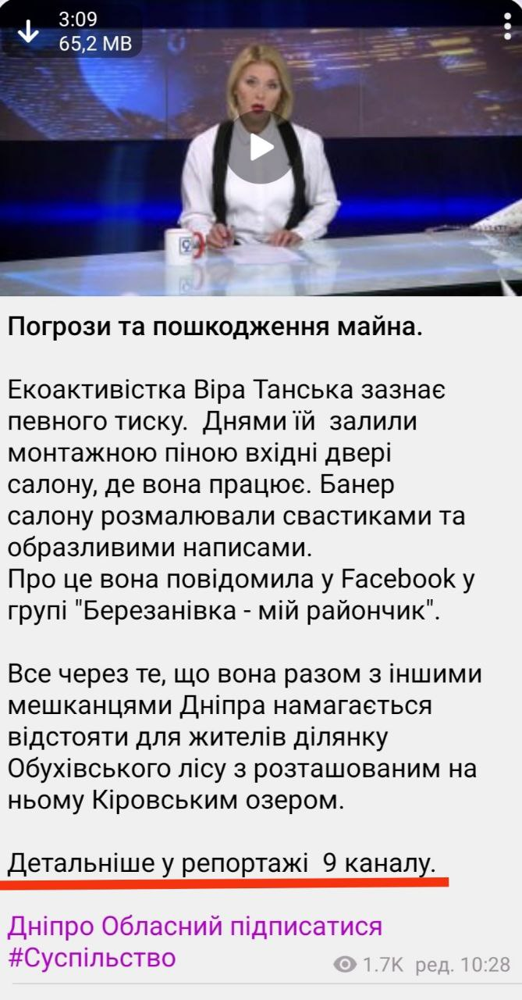 3:09
65,2 MB
9
Погрози та пошкодження майна.
Екоактивістка Віра Танська зазнає
певного тиску.  Днями їй  залили
монтажною піною вхідні двері
салону, де вона працює. Банер
салону розмалювали свастиками та
образливими написами.
Про це вона повідомила у Facebook у
групі "Березанівка - мій райончик".
Все через те, що вона разом з іншими
мешканцями Дніпра намагається
відстояти для жителів ділянку
Обухівського лісу з розташованим на
ньому Кіровським озером.
Детальніше у репортажі  9 каналу.
Дніпро Обласний підписатися
#Суспільство
1.7K ред. 10:28